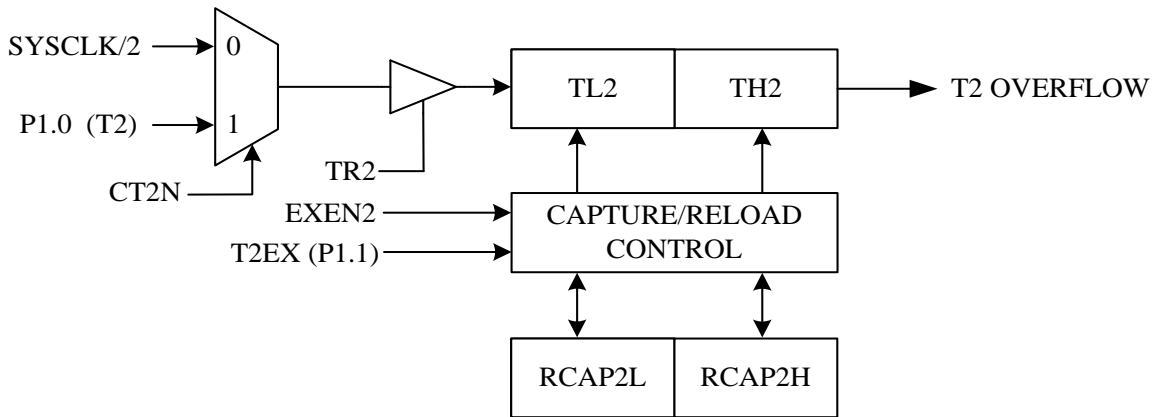 SYSCLK/2
0
TL2
TH2
T2 OVERFLOW
P1.0 (T2)
1
TR2
CT2N
EXEN2
CAPTURE/RELOAD
CONTROL
T2EX (P1.1)
RCAP2L
RCAP2H